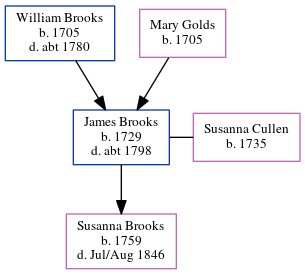 William Brooks
b. 1705
d. abt 1780
Mary Golds
b. 1705
James Brooks
b. 1729
d. abt 1798
Susanna Cullen
b. 1735
Susanna Brooks
b. 1759
d. Jul/Aug 1846